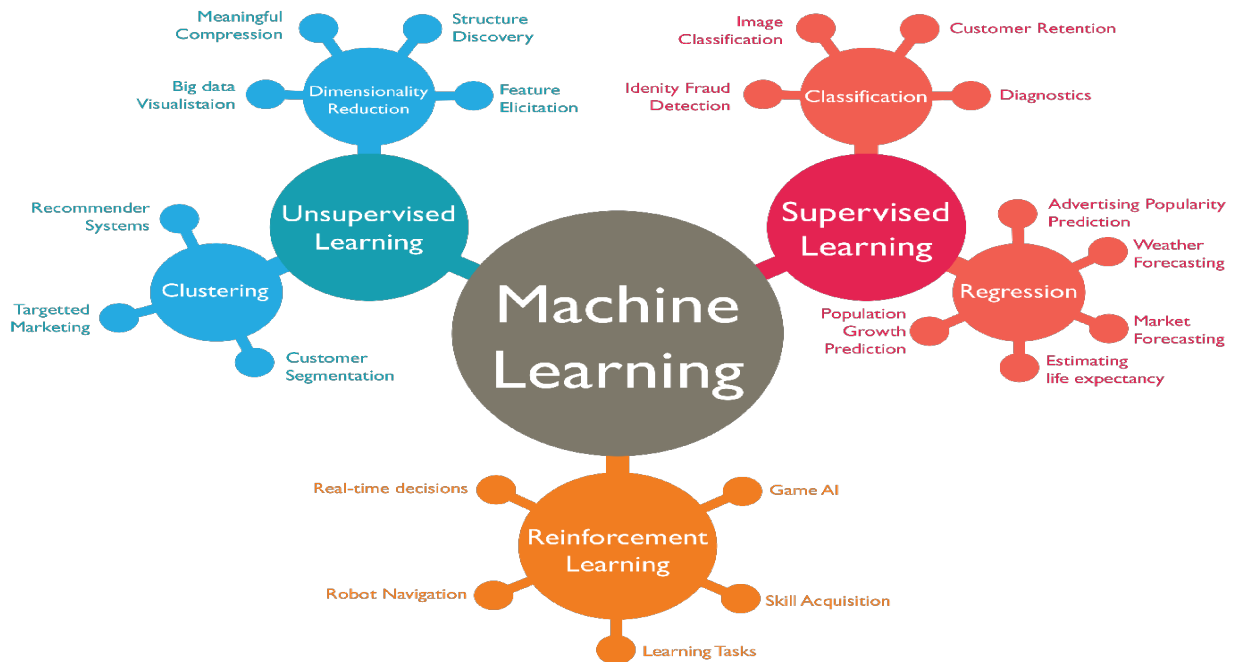 Meaningful
Compression
Structure
Discovery
Big data
Visualistaion
Dimensionality
Reduction
Feature
Elicitation
Image
Classification
Customer Retention
Idenity Fraud
Detection
Classification
Diagnostics
Recommender
Systems
Unsupervised
Learning
Clustering
Targetted
Marketing
Customer
Segmentation
Machine
Learning
Supervised
Learning
Advertising Popularity
Prediction
Weather
Forecasting
Regression
Population
Growth
Prediction
Market
Forecasting
Estimating
life expectancy
Real-time decisions
Game AI
Reinforcement
Learning
Robot Navigation
Skill Acquisition
Learning Tasks